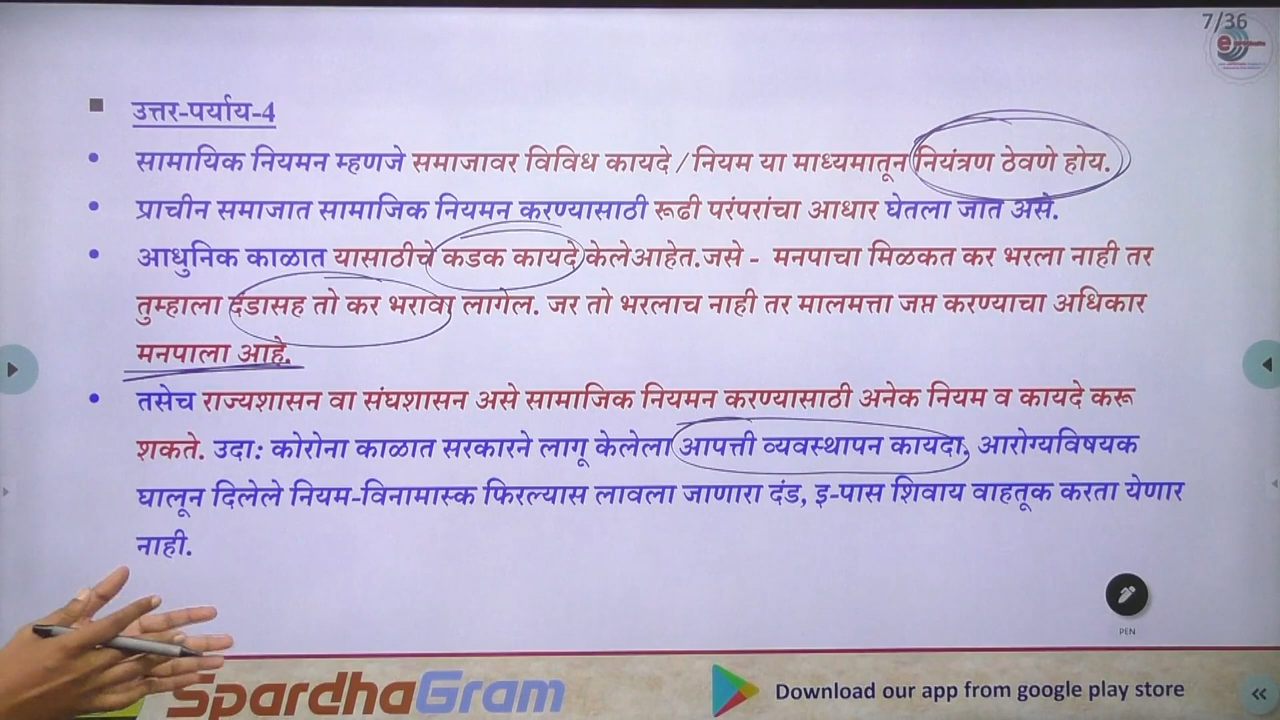 7/36
उत्तर-पर्याय-4
सामायिक नियमन म्हणजे समाजावर विविध कायदे / नियम या माध्यमातून नियंत्रण ठेवणे होय.
प्राचीन समाजात सामाजिक नियमन करण्यासाठी रूढी परंपरांचा आधार घेतला जात असे.
आधुनिक काळात यासाठीचे कडक कायदे केलेआहेत.जसे - मनपाचा मिळकत कर भरला नाही तर
तुम्हाला दंडासह तो कर भरावा लागेल. जर तो भरलाच नाही तर मालमत्ता जप्त करण्याचा अधिकार
मनपाला आहे.
तसेच राज्यशासन वा संघशासन असे सामाजिक नियमन करण्यासाठी अनेक नियम व कायदे करू
शकते. उदा: कोरोना काळात सरकारने लागू केलेला आपत्ती व्यवस्थापन कायदा, आरोग्यविषयक
घालून दिलेले नियम-विनामास्क फिरल्यास लावला जाणारा दंड, इ-पास शिवाय वाहतूक करता येणार
नाही.
PEN
SpardhaGram
Download our app from google play store